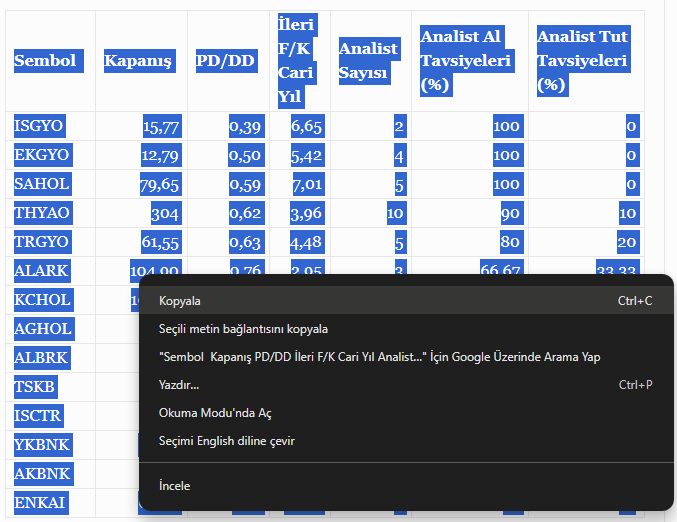 Sembol Kapanış PD/DD İleri F/K Cari Yıl Analist Sayısı Analist Al Tavsiyeleri (%) Analist Tut Tavsiyeleri (%)
ISGYO 15,77 0,39 6,65 2 100 0
EKGYO 12,79 0,50 5,42 4 100 0
SAHOL 79,65 0,59 7,01 5 100 0
THYAO 304 0,62 3,96 10 90 10
TRGYO 61,55 0,63 4,48 5 80 20
ALARK 104,90 0,76 2,95 3 66,67 33,33
KCHOL
AGHOL
ALBRK
TSKB
ISCTR
YKBNK
AKBNK
ENKAI
Kopyala Ctrl+C
Seçili metin bağlantısını kopyala
"Sembol Kapanış PD/DD İleri F/K Cari Yıl Analist..." İçin Google Üzerinde Arama Yap
Yazdır... Ctrl+P
Okuma Modu'nda Aç
Seçimi English diline çevir
İncele